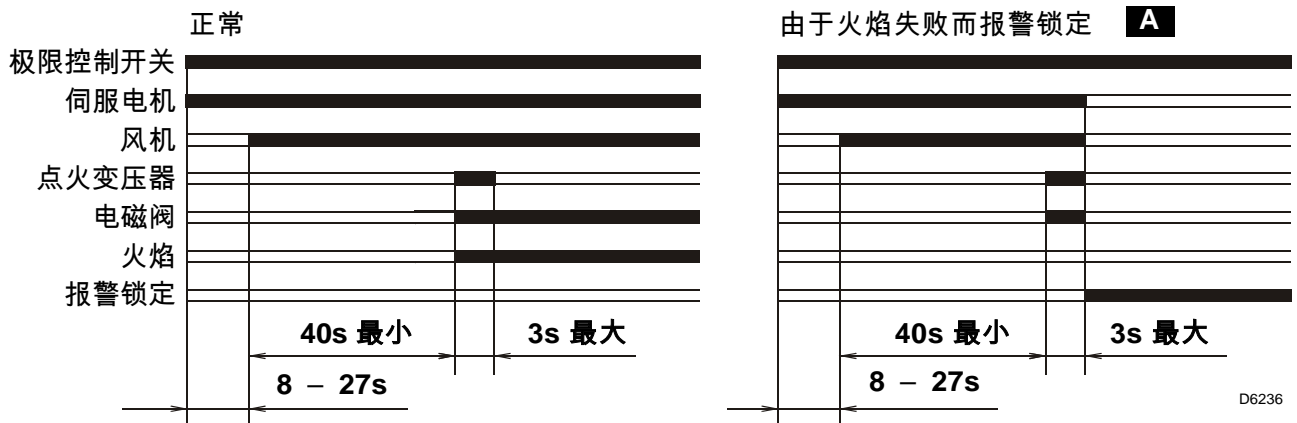 正常
由于火焰失败而报警锁定 A
极限控制开关
伺服电机
风机
点火变压器
电磁阀
火焰
报警锁定
40s 最小
3s 最大
40s 最小
3s 最大
8 – 27s
8 – 27s
D6236